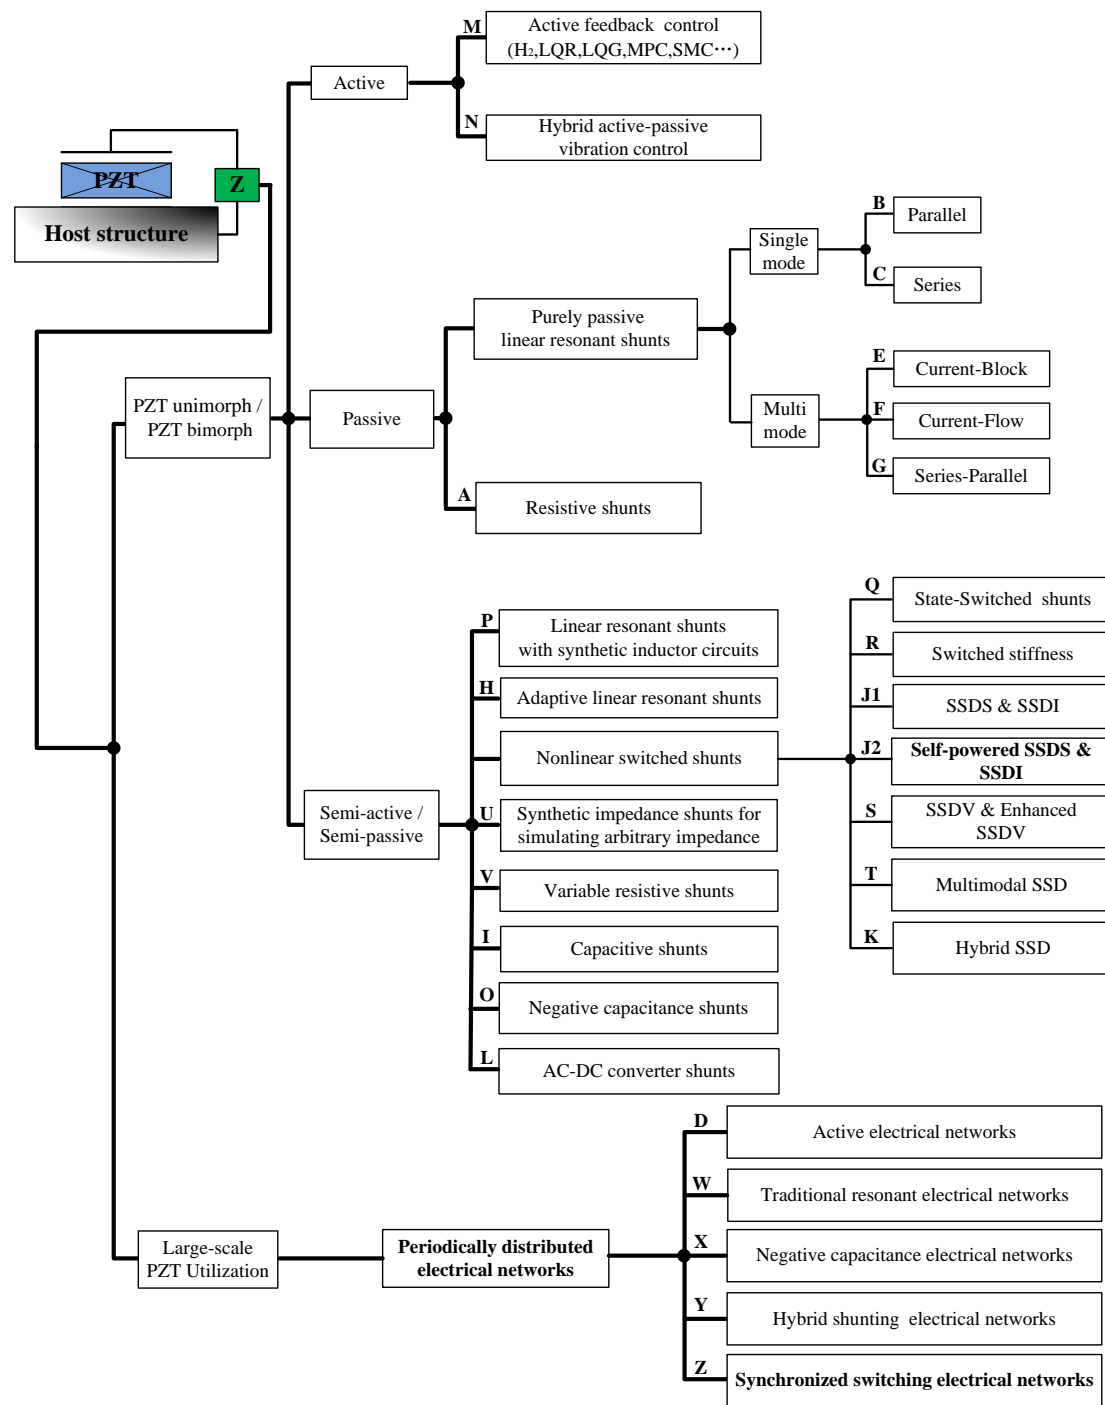 M
Active feedback control
(H2,LQR,LQG,MPC,SMC⋯)
Active
N
Hybrid active-passive
vibration control
PZT
Z
Host structure
B
Parallel
Single
mode
C
Series
Purely passive
linear resonant shunts
E
Current-Block
PZT unimorph /
PZT bimorph
Passive
Multi
mode
F
Current-Flow
G
Series-Parallel
A
Resistive shunts
Q
State-Switched shunts
P
Linear resonant shunts
with synthetic inductor circuits
R
Switched stiffness
H
Adaptive linear resonant shunts
J1
SSDS & SSDI
Nonlinear switched shunts
J2
Self-powered SSDS &
SSDI
Semi-active /
Semi-passive
U
Synthetic impedance shunts for
simulating arbitrary impedance
S
SSDV & Enhanced
SSDV
V
Variable resistive shunts
T
Multimodal SSD
I
Capacitive shunts
K
Hybrid SSD
O
Negative capacitance shunts
L
AC-DC converter shunts
D
Active electrical networks
W
Traditional resonant electrical networks
Large-scale
PZT Utilization
Periodically distributed
electrical networks
X
Negative capacitance electrical networks
Y
Hybrid shunting electrical networks
Z
Synchronized switching electrical networks